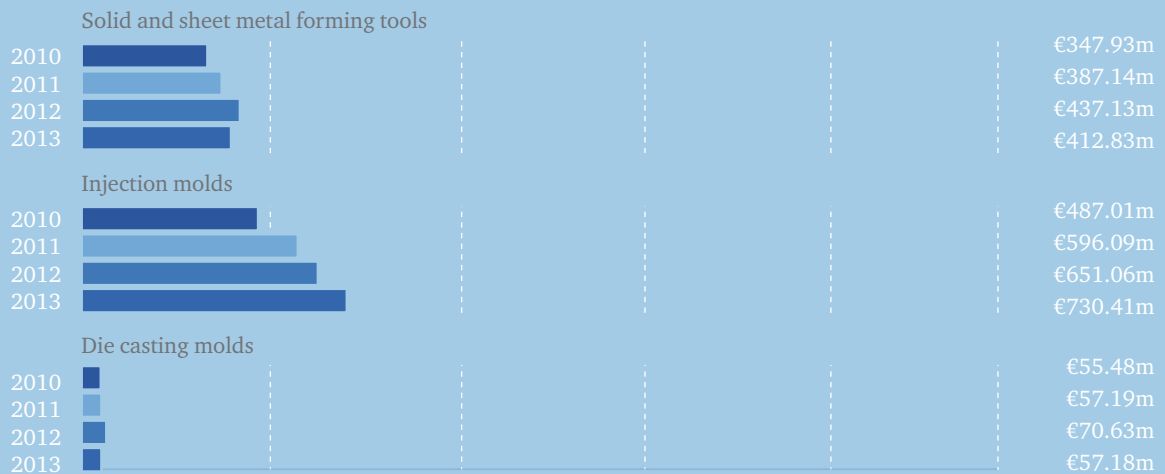 Solid and sheet metal forming tools
2010 €347.93m
2011 €387.14m
2012 €437.13m
2013 €412.83m
Injection molds
2010 €487.01m
2011 €596.09m
2012 €651.06m
2013 €730.41m
Die casting molds
2010 €55.48m
2011 €57.19m
2012 €70.63m
2013 €57.18m